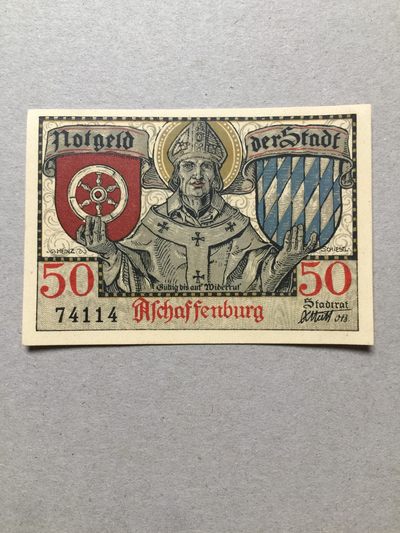 Notgeld der Stadt
50 50
Gültig bis auf Widerruf
Stadtrat
74114 Aschaffenburg